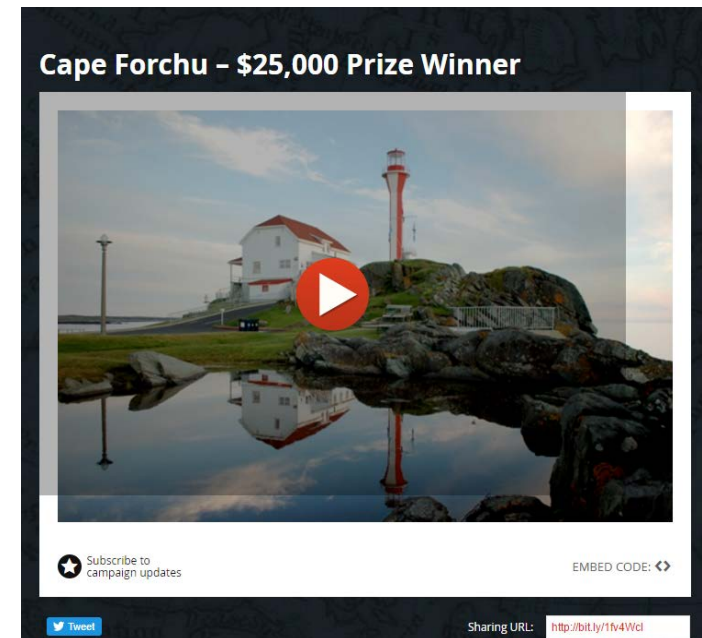 Cape Forchu – $25,000 Prize Winner
Subscribe to
campaign updates
EMBED CODE: <>
Tweet
Sharing URL: http://bit.ly/1fv4Wcl